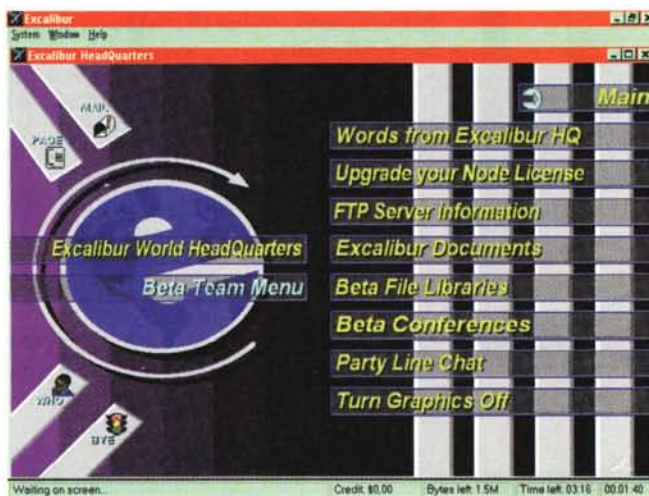 Excalibur
System Window Help
Excalibur HeadQuarters
MAIL
PAGE
Main
Words from Excalibur HQ
Upgrade your Node License
FTP Server Information
Excalibur World HeadQuarters
Excalibur Documents
Beta Team Menu
Beta File Libraries
Beta Conferences
Party Line Chat
WHO
Turn Graphics Off
BYE
Waiting on screen...
Credit: $0,00
Bytes left: 1.5M
Time left: 03:16
00:01:40